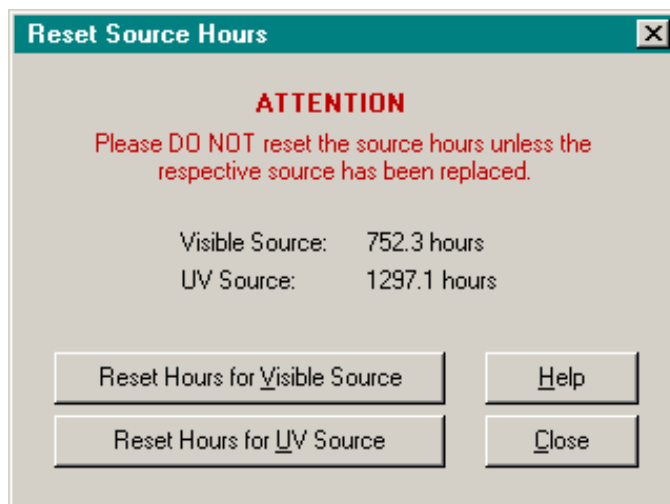 Reset Source Hours
ATTENTION
Please DO NOT reset the source hours unless the
respective source has been replaced.
Visible Source: 752.3 hours
UV Source: 1297.1 hours
Reset Hours for Visible Source
Help
Reset Hours for UV Source
Close